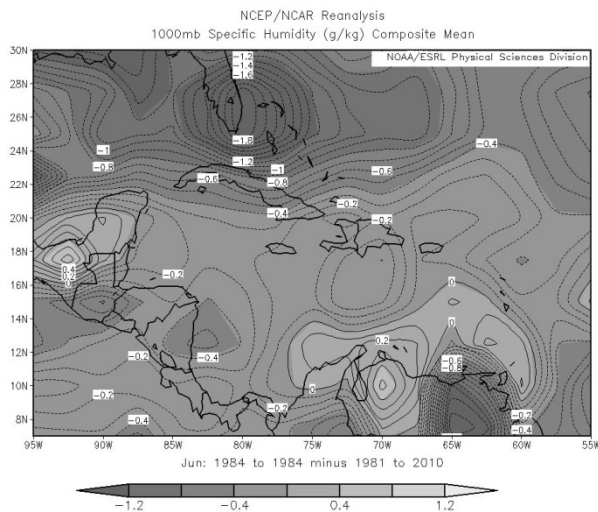 NCEP/NCAR Reanalysis
1000mb Specific Humidity (g/kg) Composite Mean
NOAA/ESRL Physical Sciences Division
30N
-1.2
-1.4
-1.6
28N
26N
-1.8
-0.4
24N
-1
-0.8
-1.2
-1
-0.6
22N
-0.6
-0.8
20N
-0.4
-0.2
-0.2
18N
0.4
0.2
0
-0.2
0
16N
14N
0
12N
-0.2
-0.4
0.2
-0.6
-0.8
10N
-0.2
0
-0.2
8N
-0.4
-0.4
95W 90W 85W 80W 75W 70W 65W 60W 55W
Jun: 1984 to 1984 minus 1981 to 2010
-1.2 -0.4 0.4 1.2